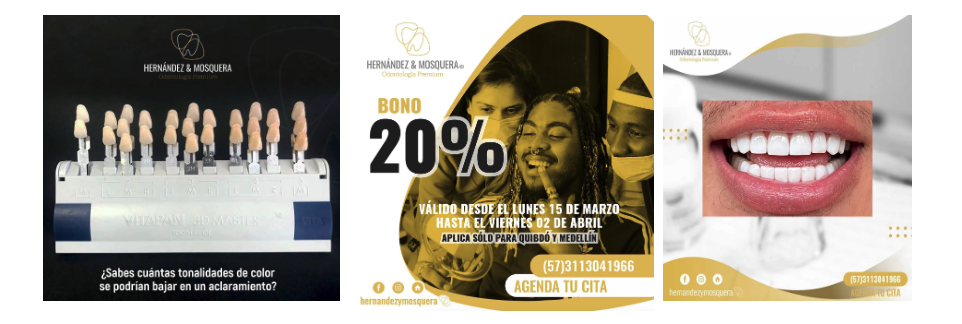 HERNÁNDEZ & MOSQUERA
Odontología Premium
VITAPAN 3D-MASTER
VITA
¿Sabes cuántas tonalidades de color
se podrían bajar en un aclaramiento?
HERNÁNDEZ & MOSQUERA
Odontología Premium
BONO
20%
VÁLIDO DESDE EL LUNES 15 DE MARZO
HASTA EL VIERNES 02 DE ABRIL
APLICA SÓLO PARA QUIBDÓ Y MEDELLÍN
(57)3113041966
AGENDA TU CITA
hernandezymosquera
HERNÁNDEZ & MOSQUERA
Odontología Premium
(57)3113041966
AGENDA TU CITA
hernandezymosquera